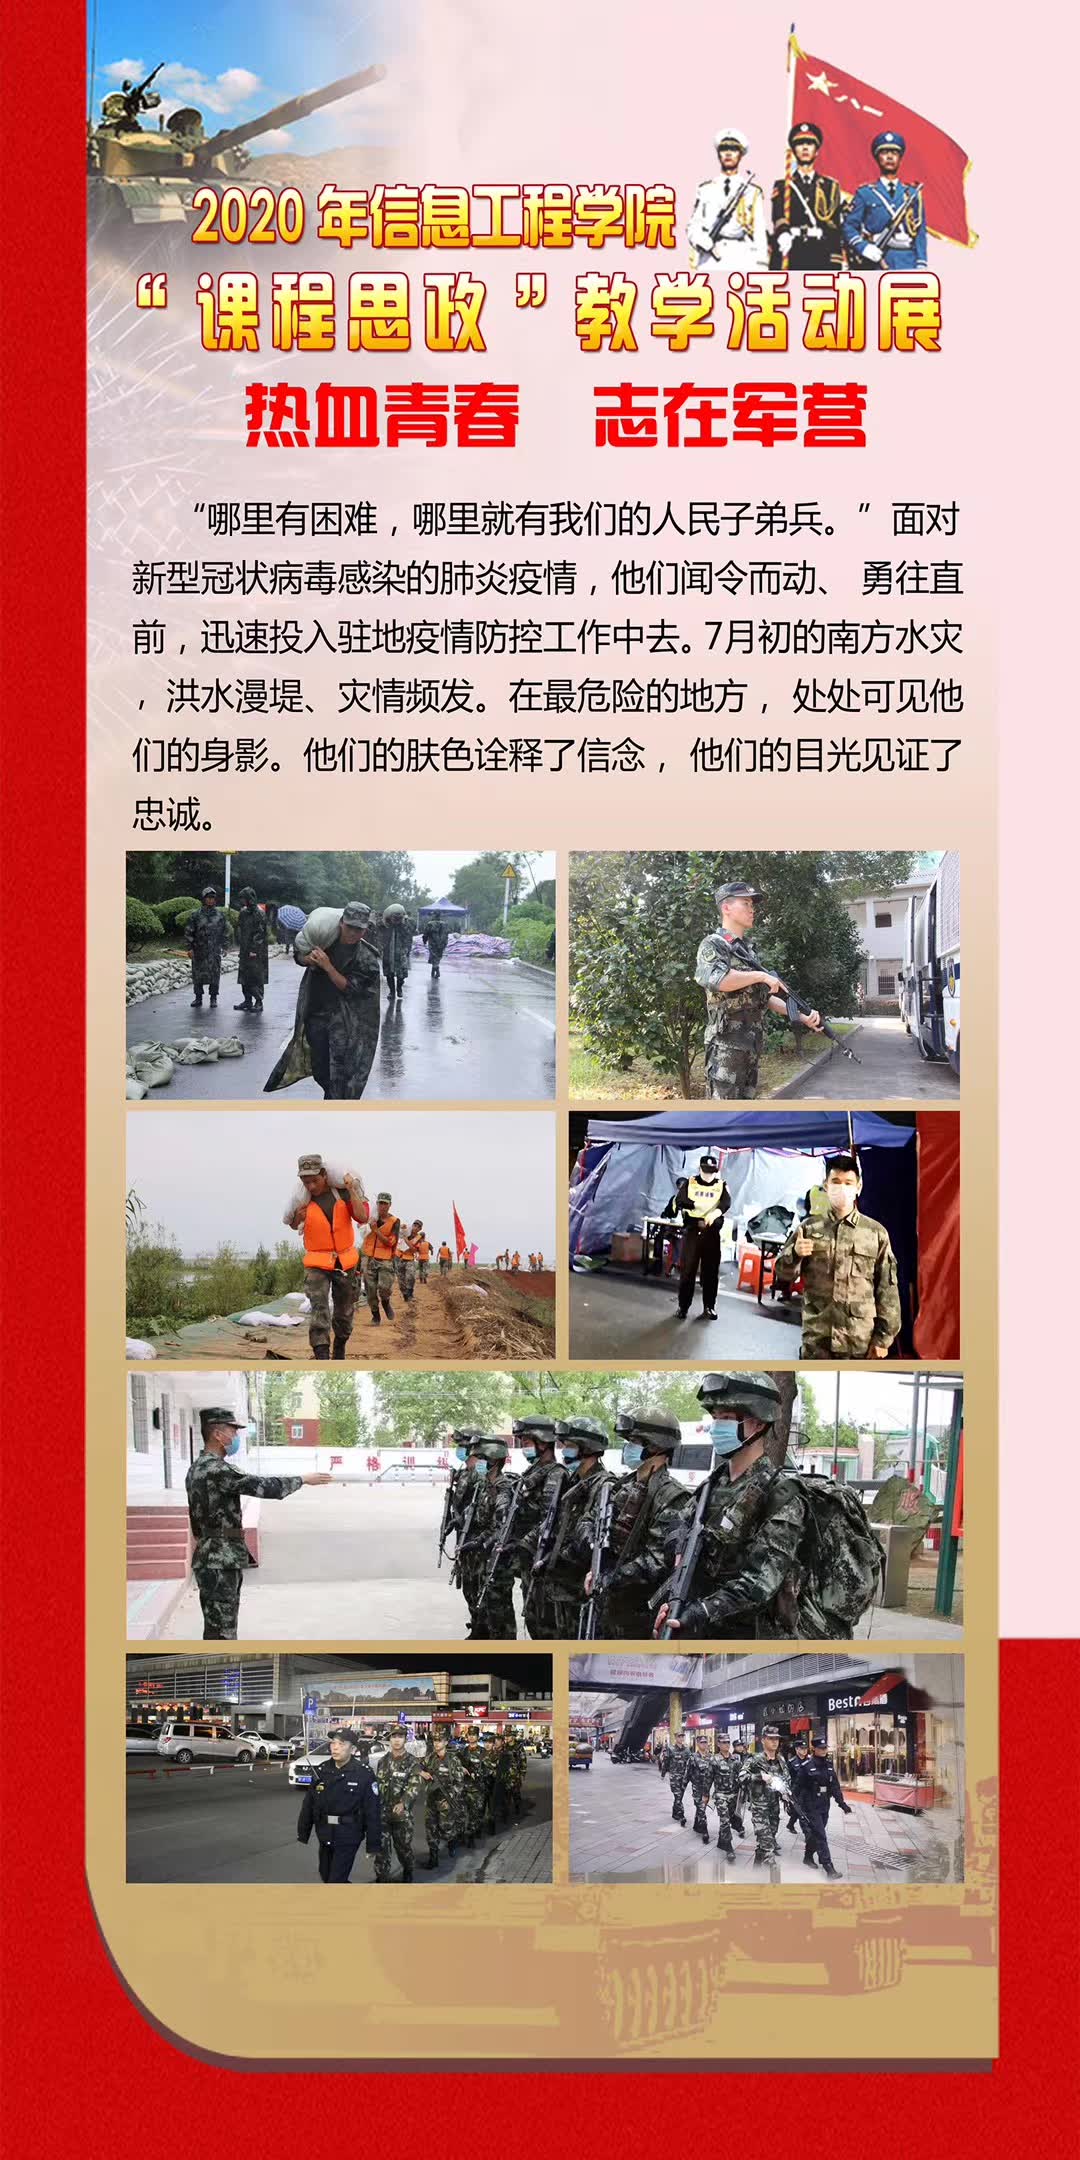 八一
2020 年信息工程学院
“课程思政”教学活动展
热血青春 志在军营
“哪里有困难，哪里就有我们的人民子弟兵。”面对
新型冠状病毒感染的肺炎疫情，他们闻令而动、 勇往直
前，迅速投入驻地疫情防控工作中去。7月初的南方水灾
，洪水漫堤、灾情频发。在最危险的地方， 处处可见他
们的身影。他们的肤色诠释了信念， 他们的目光见证了
忠诚。
严格训练
P
KFC
Best